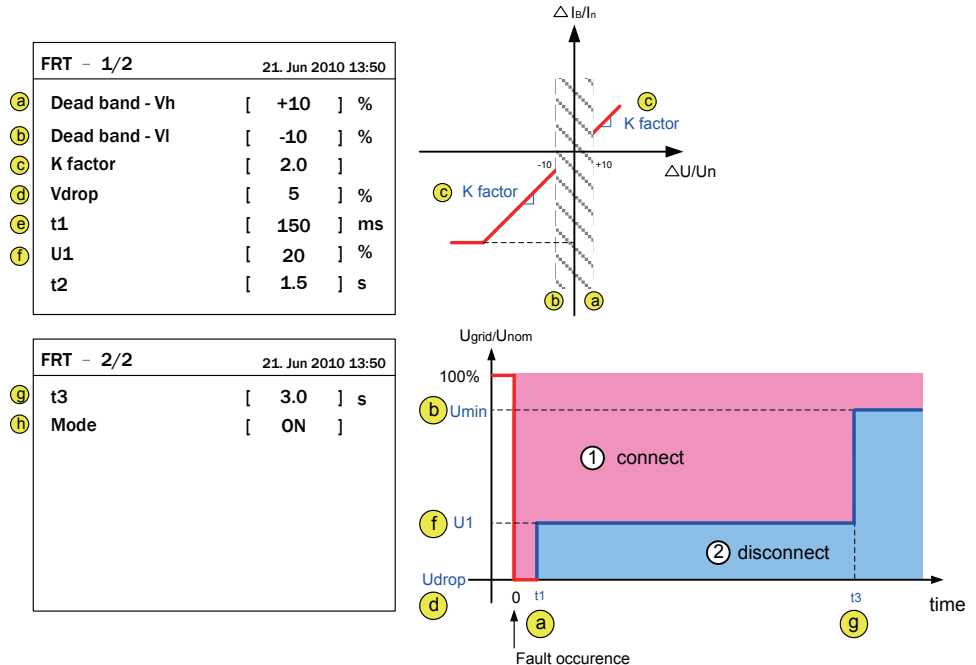 FRT - 1/2 21. Jun 2010 13:50
a Dead band - Vh [ +10 ] %
b Dead band - Vl [ -10 ] %
c K factor [ 2.0 ]
d Vdrop [ 5 ] %
e t1 [ 150 ] ms
f U1 [ 20 ] %
t2 [ 1.5 ] s
△ IB/In
c
K factor
-10
+10
△U/Un
c K factor
b
a
FRT - 2/2 21. Jun 2010 13:50
g t3 [ 3.0 ] s
h Mode [ ON ]
Ugrid/Unom
100%
b Umin
1 connect
f U1
2 disconnect
Udrop
d
0
t1
t3
time
a
g
Fault occurence